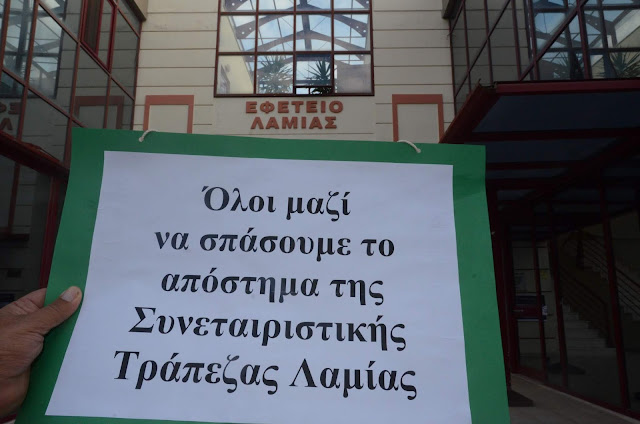 ΕΦΕΤΕΙΟ
ΛΑΜΙΑΣ
Όλοι μαζί
να σπάσουμε το
απόστημα της
Συνεταιριστικής
Τράπεζας Λαμίας